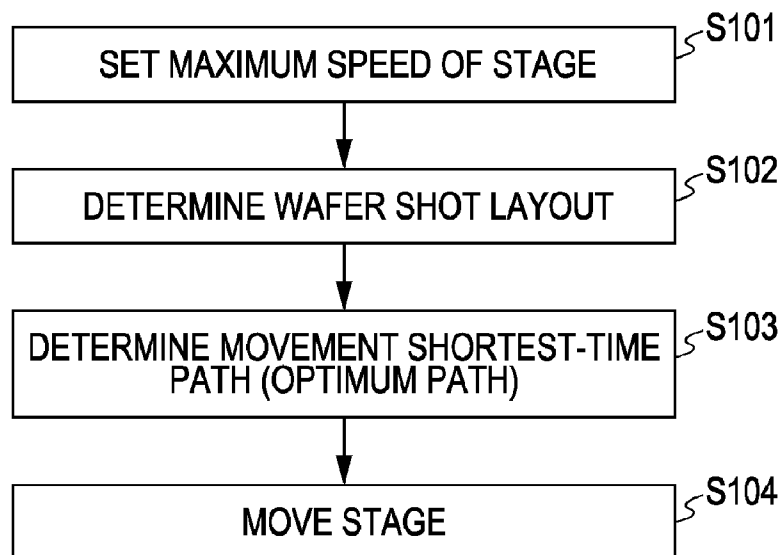 S101
SET MAXIMUM SPEED OF STAGE
S102
DETERMINE WAFER SHOT LAYOUT
S103
DETERMINE MOVEMENT SHORTEST-TIME
PATH (OPTIMUM PATH)
S104
MOVE STAGE